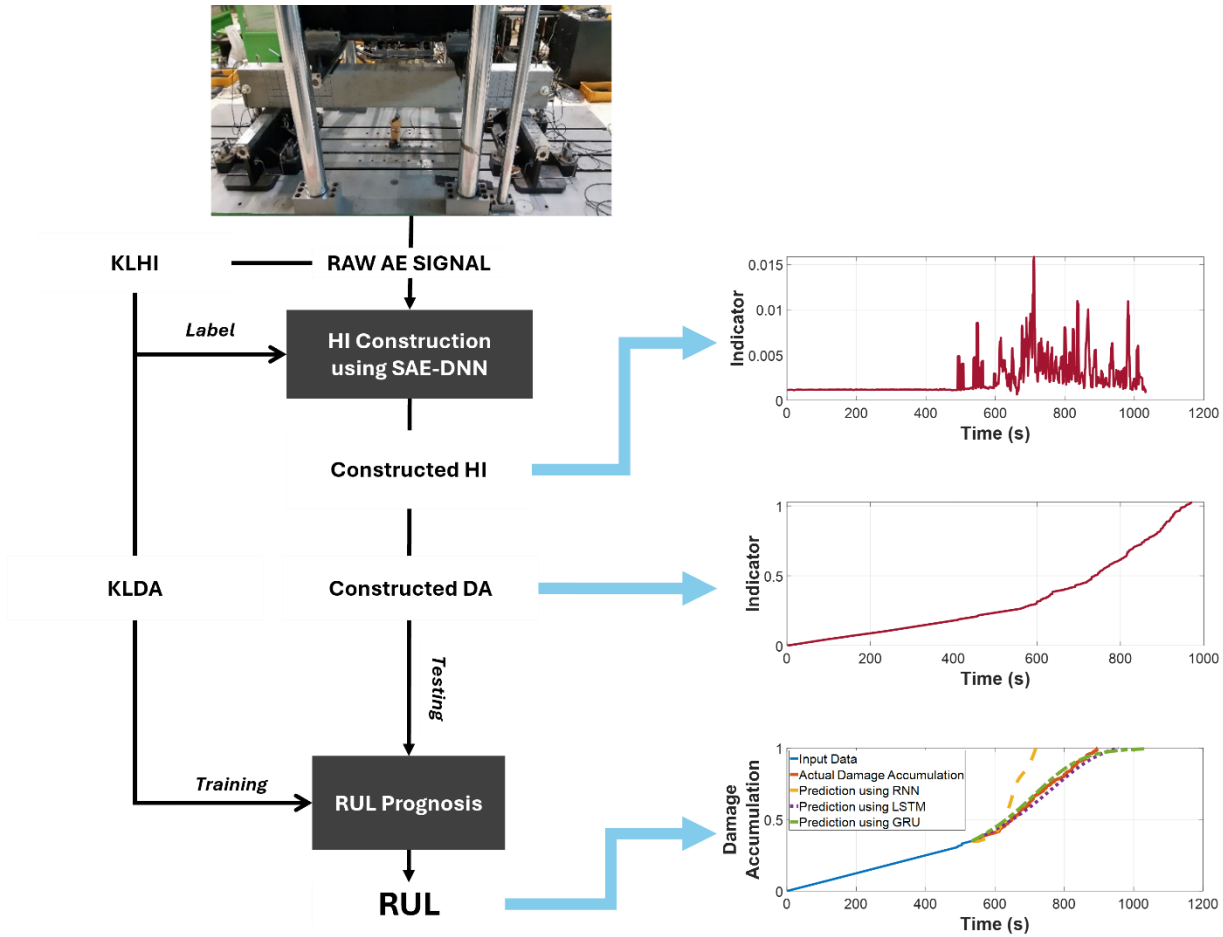 KLHI
RAW AE SIGNAL
Label
HI Construction
using SAE-DNN
Constructed HI
KLDA
Constructed DA
Testing
Training
RUL Prognosis
RUL
Indicator
0.015
0.01
0.005
0
0 200 400 600 800 1000 1200
Time (s)
Indicator
1
0.5
0
0 200 400 600 800 1000
Time (s)
Damage
Accumulation
1
0.5
0
Input Data
Actual Damage Accumulation
Prediction using RNN
Prediction using LSTM
Prediction using GRU
0 200 400 600 800 1000 1200
Time (s)